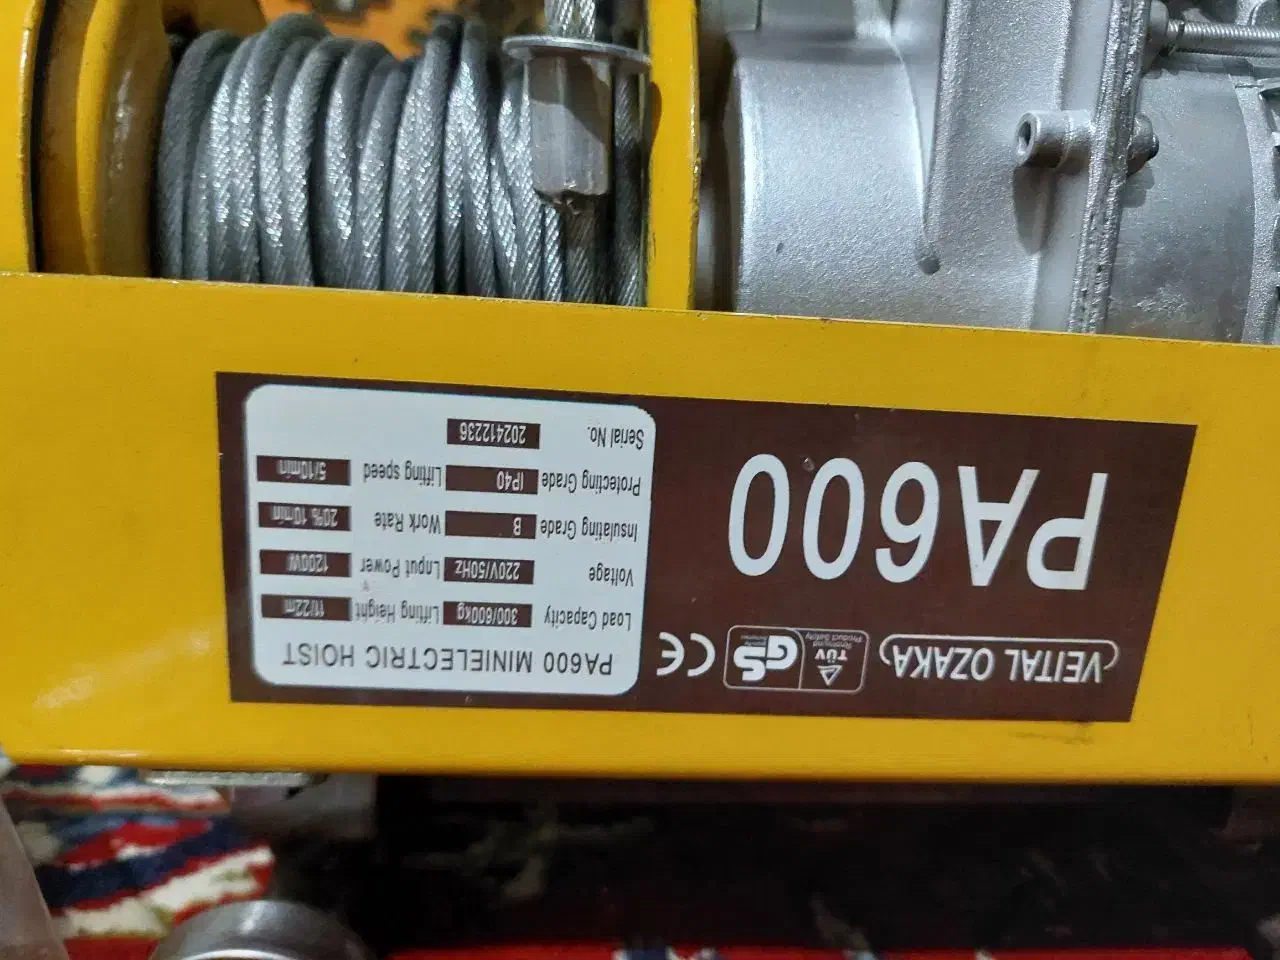 VEITAL OZAKA
TÜV
Product Safety
GS
CE
PA600
PA600 MINIELECTRIC HOIST
Load Capacity 300/600kg Lifting Height 11/22m
Voltage 220V/50Hz Lnput Power 1200W
Insulating Grade B Work Rate 20% 10min
Protecting Grade IP40 Lifting speed 5/10min
Serial No. 202412236